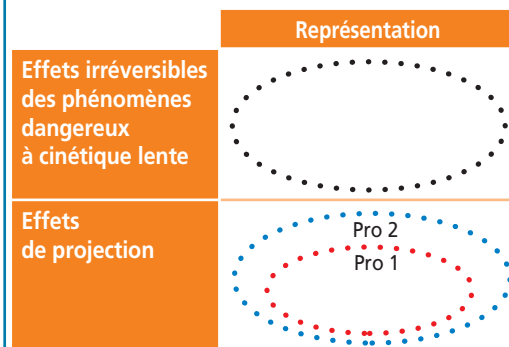 Représentation
Effets irréversibles
des phénomènes
dangereux
à cinétique lente
Effets
de projection
Pro 2
Pro 1